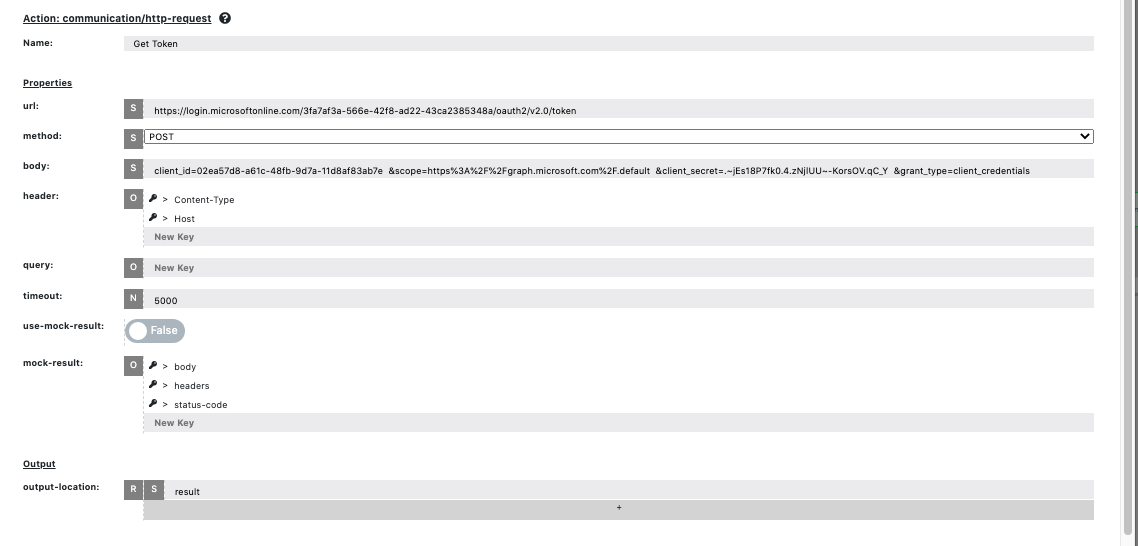 Action: communication/http-request ?
Name: Get Token
Properties
url: S https://login.microsoftonline.com/3fa7af3a-566e-42f8-ad22-43ca2385348a/oauth2/v2.0/token
method: S POST
body: S client_id=02ea57d8-a61c-48fb-9d7a-11d8af83ab7e &scope=https%3A%2F%2Fgraph.microsoft.com%2F.default &client_secret=.~jEs18P7fk0.4.zNjlUU~--KorsOV.qC_Y &grant_type=client_credentials
header: O > Content-Type
> Host
New Key
query: O New Key
timeout: N 5000
use-mock-result: False
mock-result: O > body
> headers
> status-code
New Key
Output
output-location: R S result
+